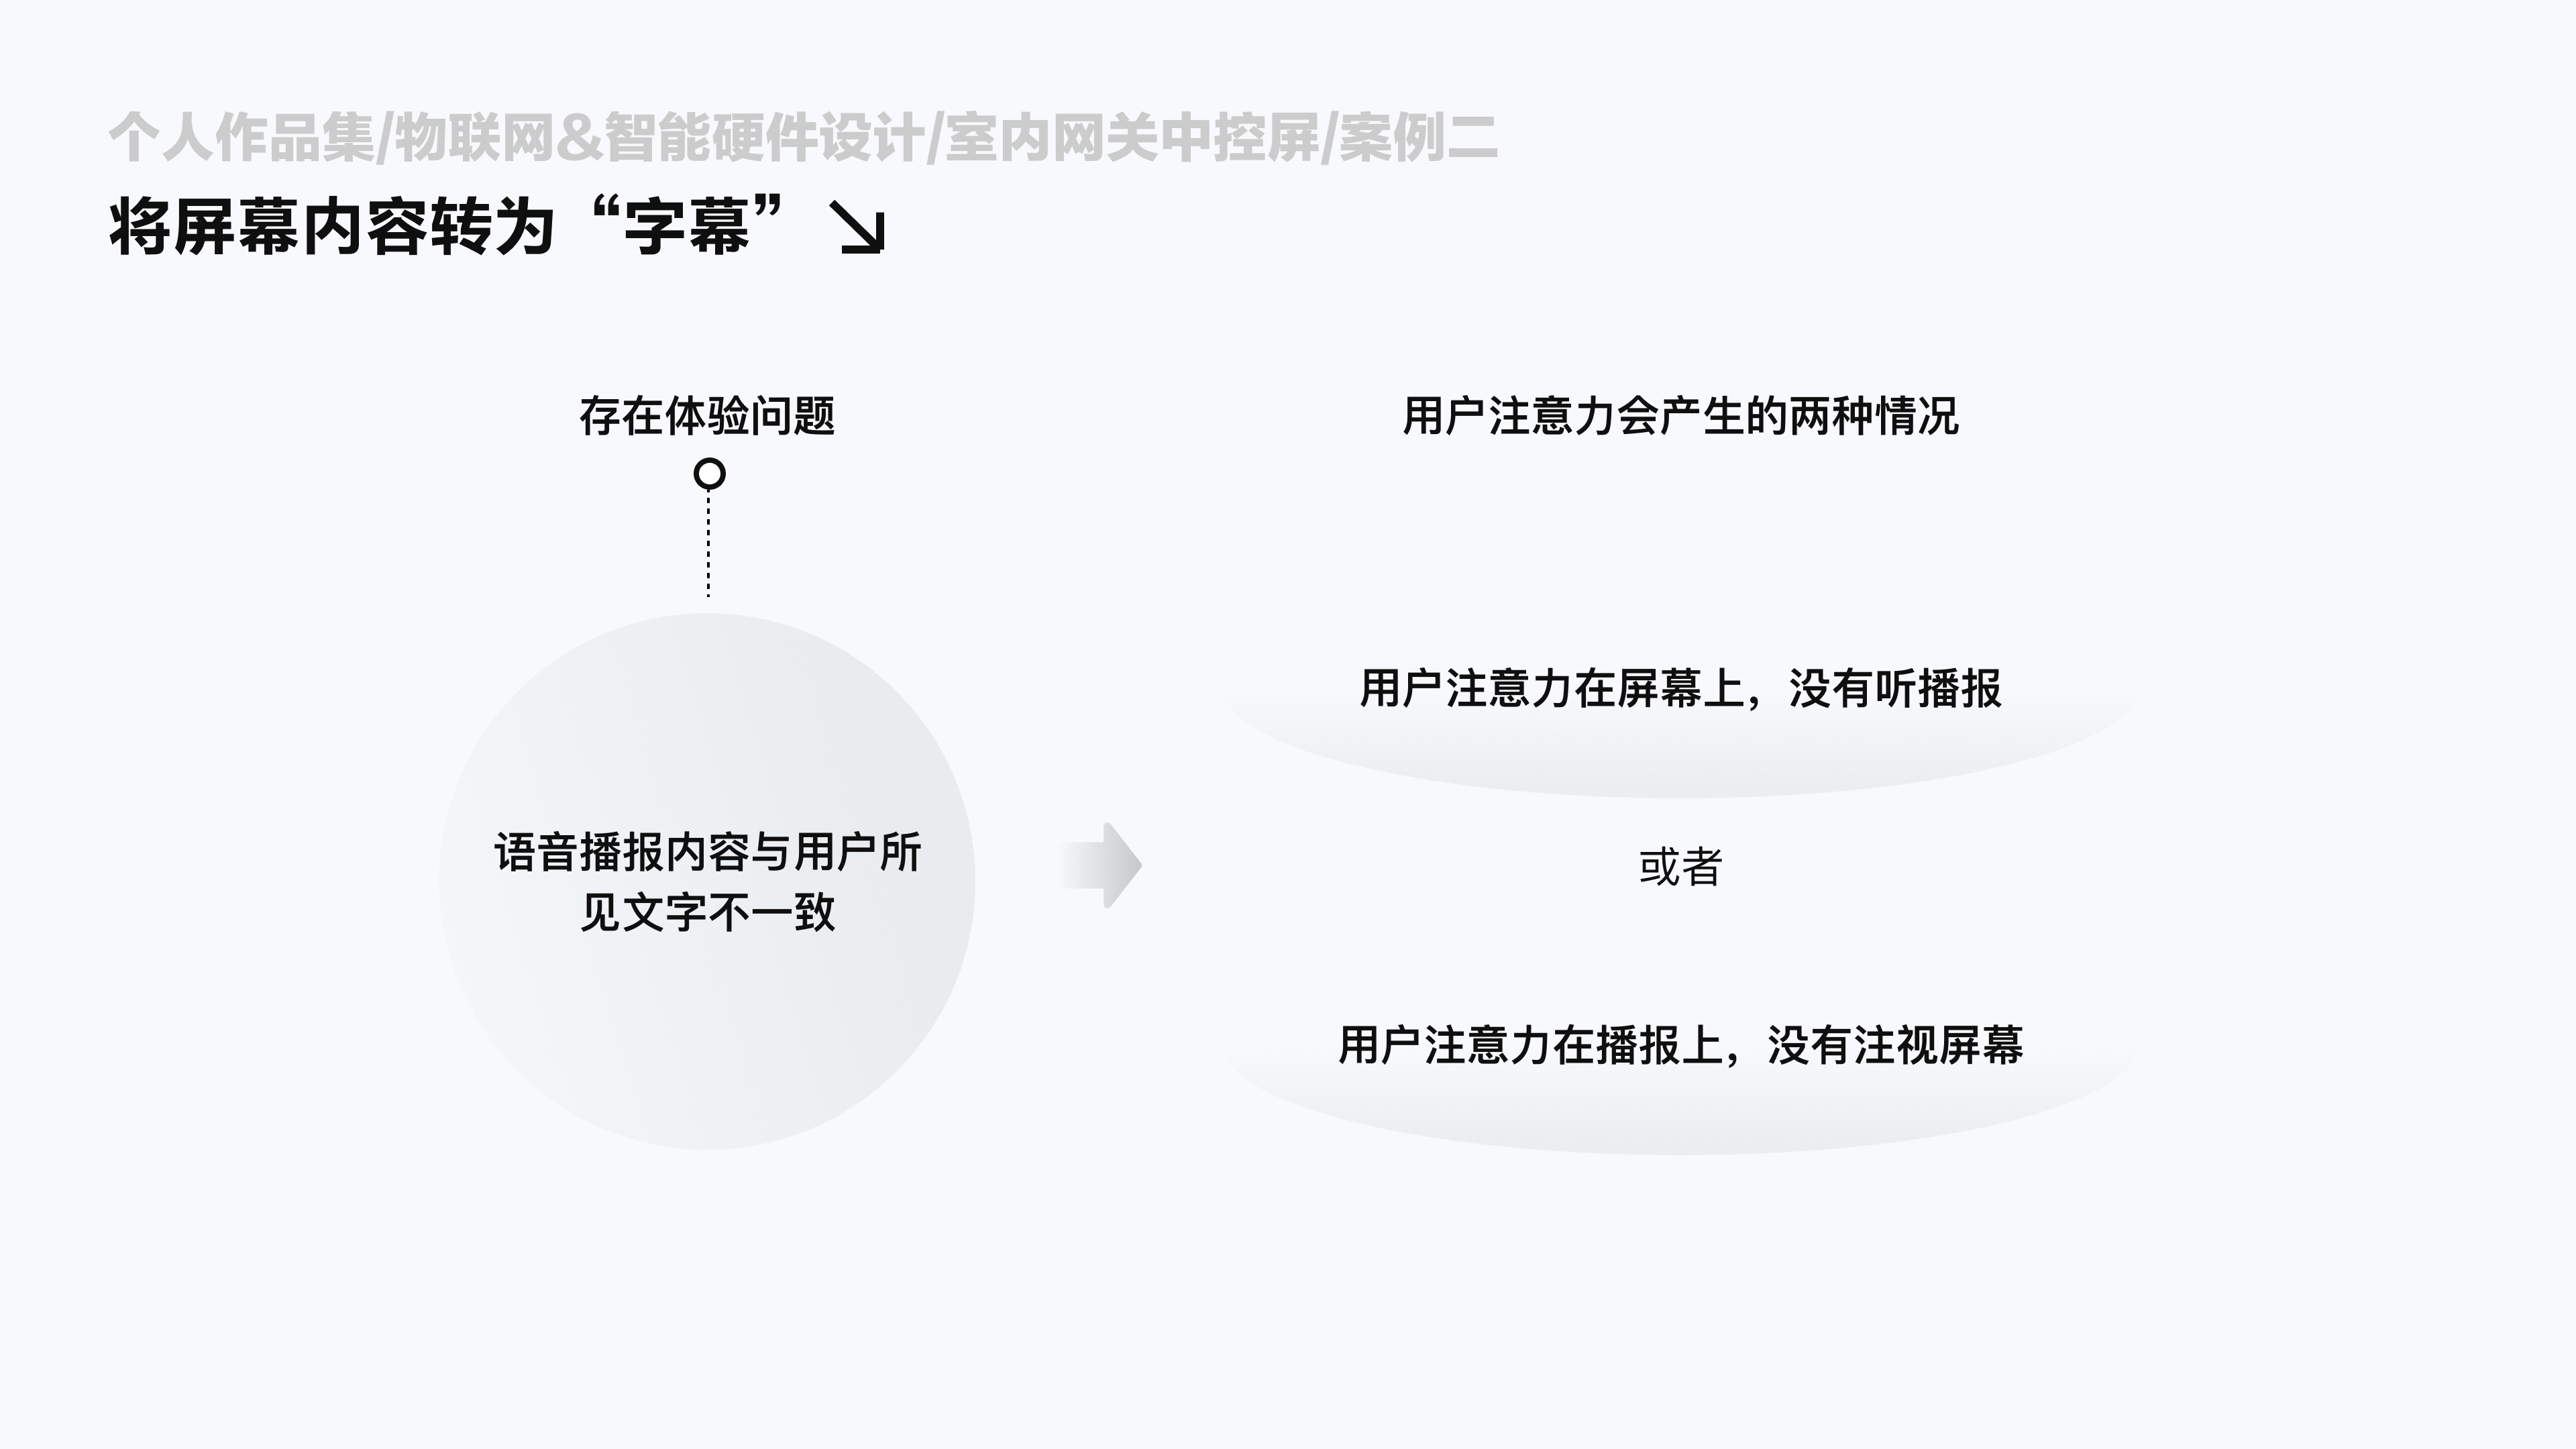 个人作品集/物联网&智能硬件设计/室内网关中控屏/案例二
将屏幕内容转为“字幕”
存在体验问题
语音播报内容与用户所
见文字不一致
用户注意力会产生的两种情况
用户注意力在屏幕上，没有听播报
或者
用户注意力在播报上，没有注视屏幕